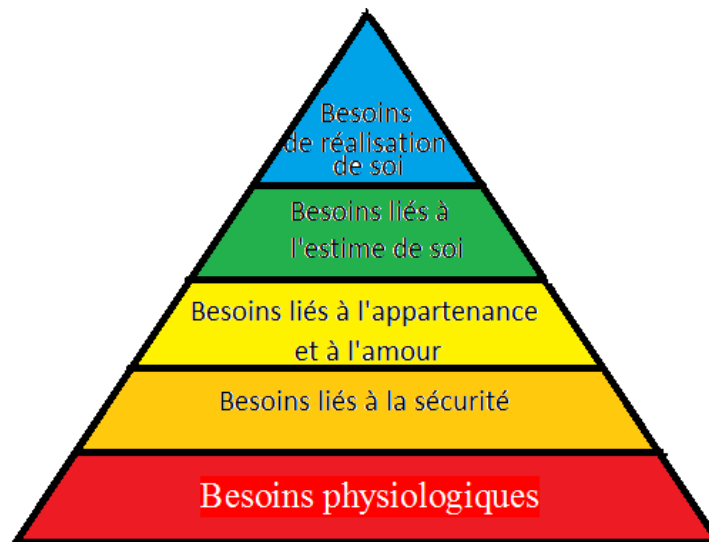 Besoins
de réalisation
de soi
Besoins liés à
l'estime de soi
Besoins liés à l'appartenance
et à l'amour
Besoins liés à la sécurité
Besoins physiologiques